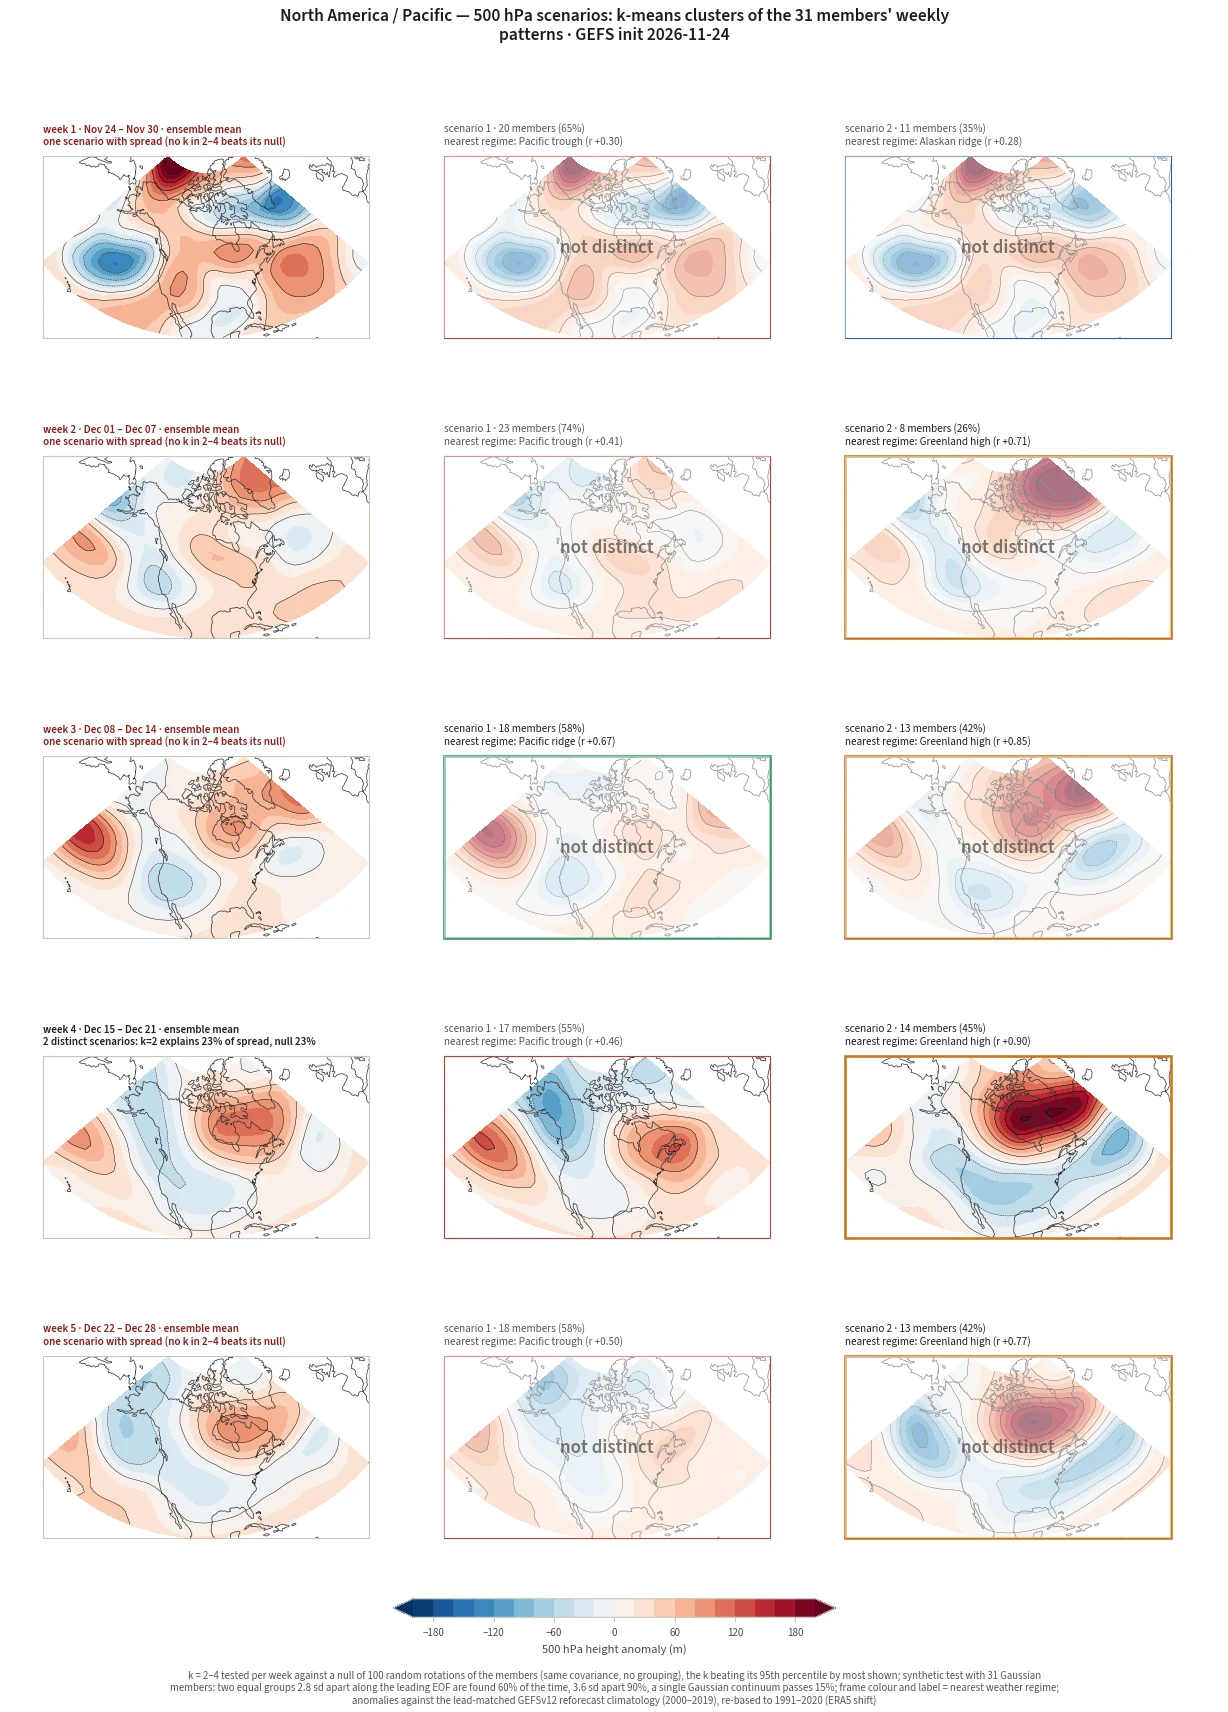 North America / Pacific — 500 hPa scenarios: k-means clusters of the 31 members' weekly
patterns · GEFS init 2026-11-24
week 1 · Nov 24 – Nov 30 · ensemble mean
one scenario with spread (no k in 2–4 beats its null)
scenario 1 · 20 members (65%)
nearest regime: Pacific trough (r +0.30)
not distinct
scenario 2 · 11 members (35%)
nearest regime: Alaskan ridge (r +0.28)
not distinct
week 2 · Dec 01 – Dec 07 · ensemble mean
one scenario with spread (no k in 2–4 beats its null)
scenario 1 · 23 members (74%)
nearest regime: Pacific trough (r +0.41)
not distinct
scenario 2 · 8 members (26%)
nearest regime: Greenland high (r +0.71)
not distinct
week 3 · Dec 08 – Dec 14 · ensemble mean
one scenario with spread (no k in 2–4 beats its null)
scenario 1 · 18 members (58%)
nearest regime: Pacific ridge (r +0.67)
not distinct
scenario 2 · 13 members (42%)
nearest regime: Greenland high (r +0.85)
not distinct
week 4 · Dec 15 – Dec 21 · ensemble mean
2 distinct scenarios: k=2 explains 23% of spread, null 23%
scenario 1 · 17 members (55%)
nearest regime: Pacific trough (r +0.46)
scenario 2 · 14 members (45%)
nearest regime: Greenland high (r +0.90)
week 5 · Dec 22 – Dec 28 · ensemble mean
one scenario with spread (no k in 2–4 beats its null)
scenario 1 · 18 members (58%)
nearest regime: Pacific trough (r +0.50)
not distinct
scenario 2 · 13 members (42%)
nearest regime: Greenland high (r +0.77)
not distinct
−180 −120 −60 0 60 120 180
500 hPa height anomaly (m)
k = 2–4 tested per week against a null of 100 random rotations of the members (same covariance, no grouping), the k beating its 95th percentile by most shown; synthetic test with 31 Gaussian
members: two equal groups 2.8 sd apart along the leading EOF are found 60% of the time, 3.6 sd apart 90%, a single Gaussian continuum passes 15%; frame colour and label = nearest weather regime;
anomalies against the lead-matched GEFSv12 reforecast climatology (2000–2019), re-based to 1991–2020 (ERA5 shift)